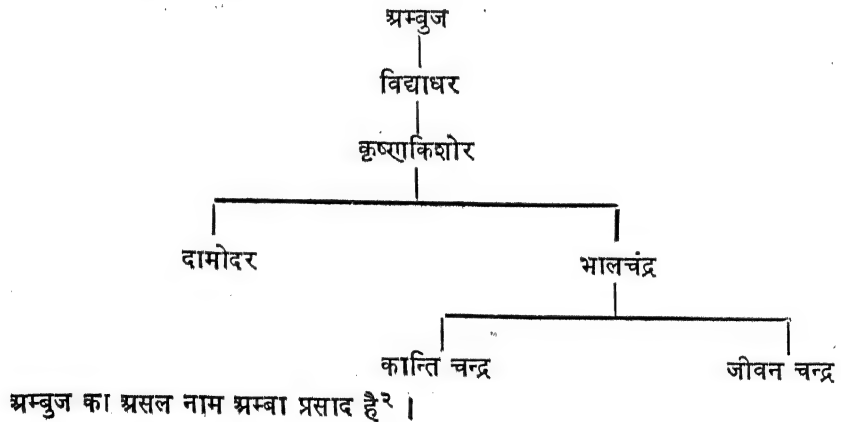 अम्बुज
विद्याधर
कृष्णकिशोर
दामोदर भालचंद्र
कान्ति चन्द्र जीवन चन्द्र
अम्बुज का असल नाम अम्बा प्रसाद है२ ।